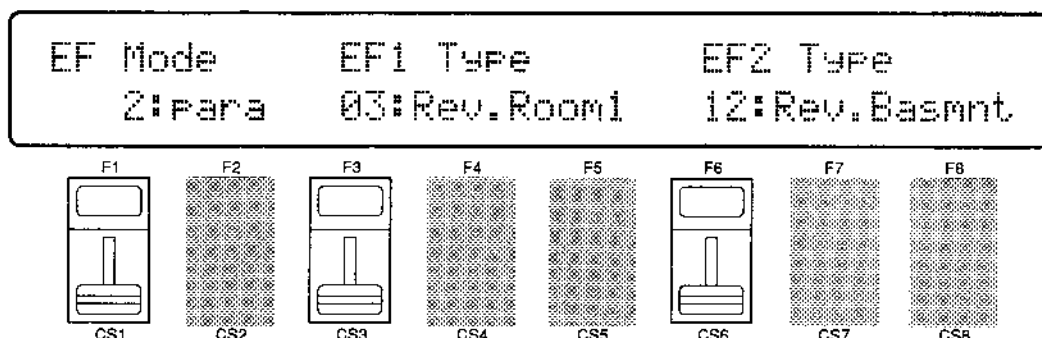 EF Mode EF1 Type EF2 Type
2:para 03:Rev.Room1 12:Rev.Basmnt
F1 F2 F3 F4 F5 F6 F7 F8
CS1 CS2 CS3 CS4 CS5 CS6 CS7 CS8